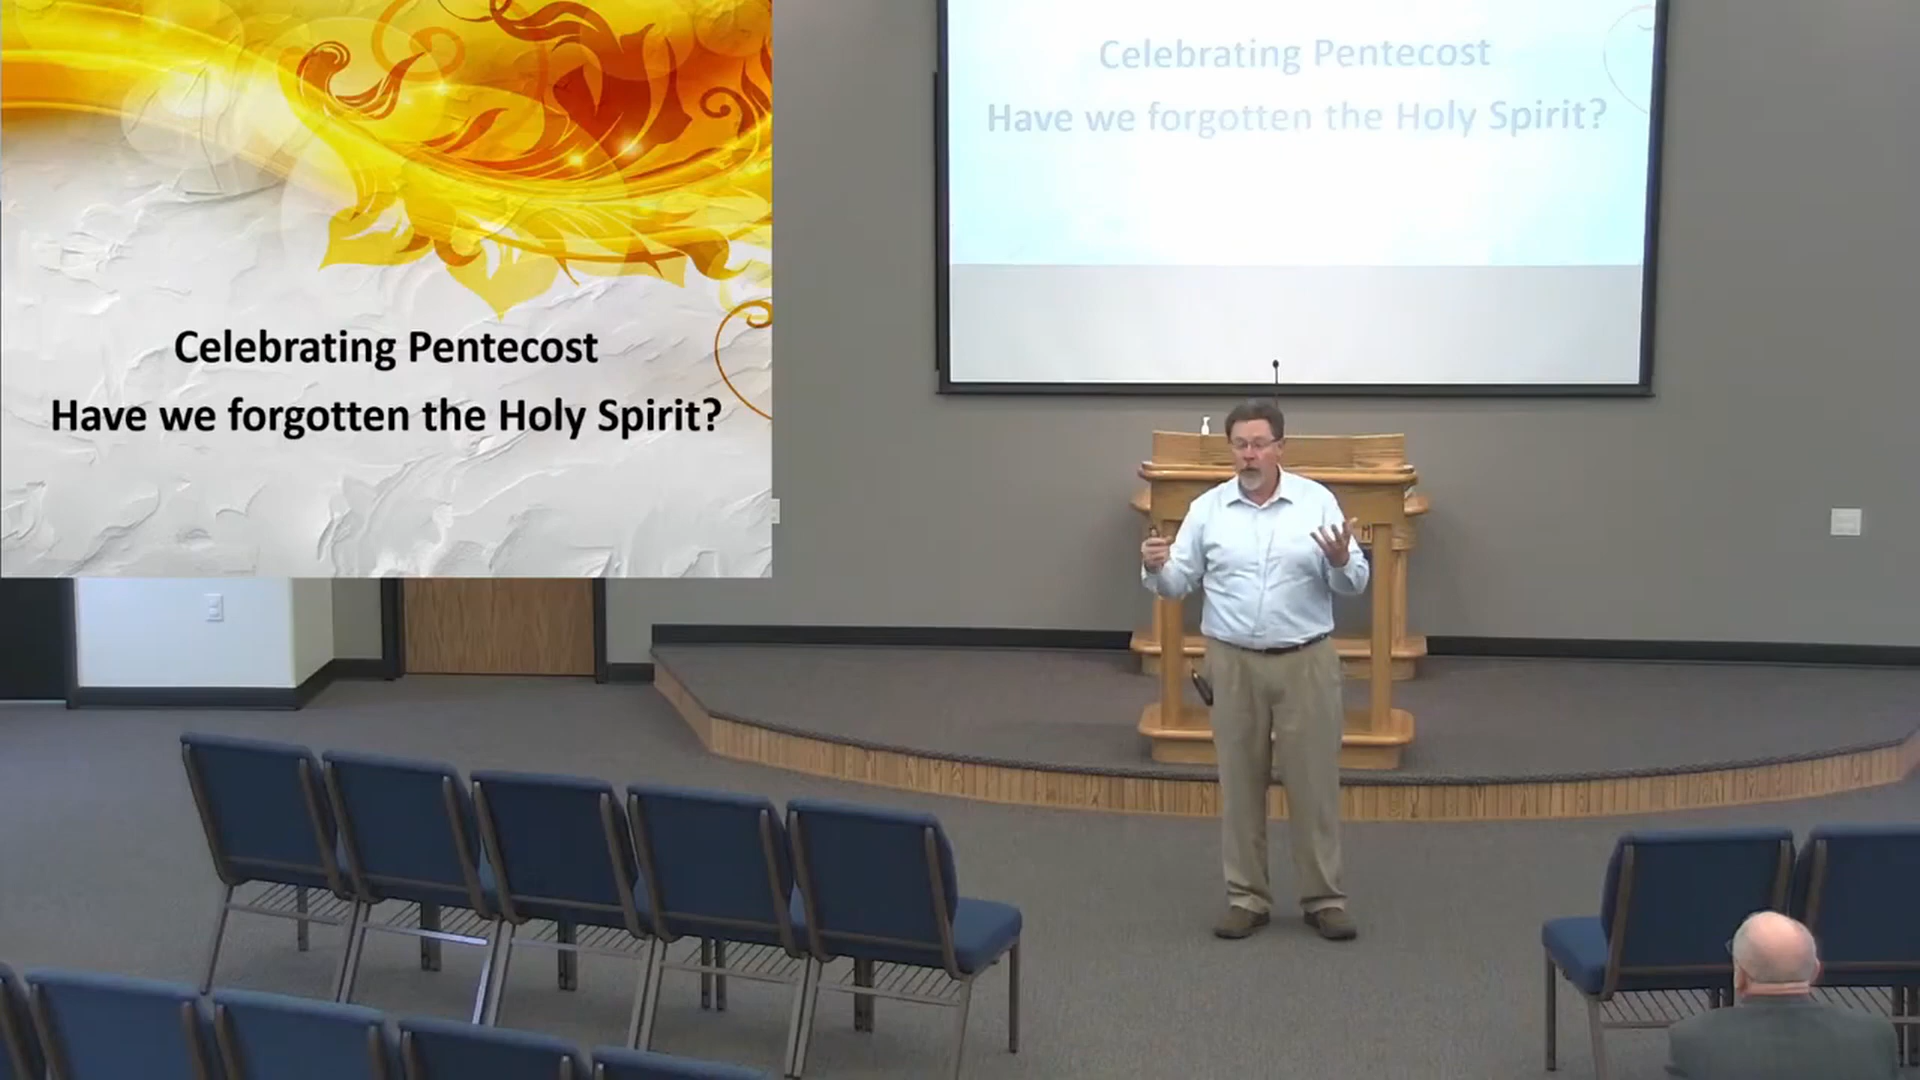 Celebrating Pentecost
Have we forgotten the Holy Spirit?
Celebrating Pentecost
Have we forgotten the Holy Spirit?
M